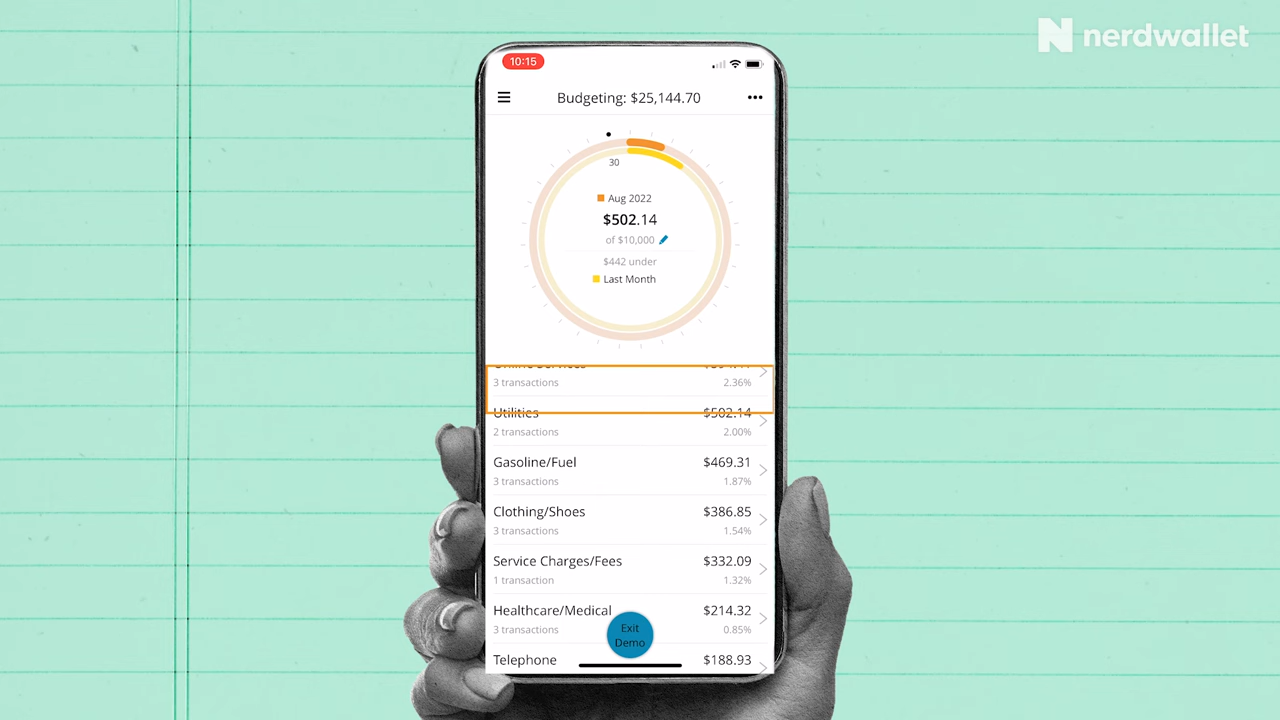 nerdwallet
10:15
Budgeting: $25,144.70
30
Aug 2022
$502.14
of $10,000
$442 under
Last Month
3 transactions 2.36%
Utilities $502.14
2 transactions 2.00%
Gasoline/Fuel $469.31
3 transactions 1.87%
Clothing/Shoes $386.85
3 transactions 1.54%
Service Charges/Fees $332.09
1 transaction 1.32%
Healthcare/Medical $214.32
3 transactions 0.85%
Exit
Demo
Telephone $188.93